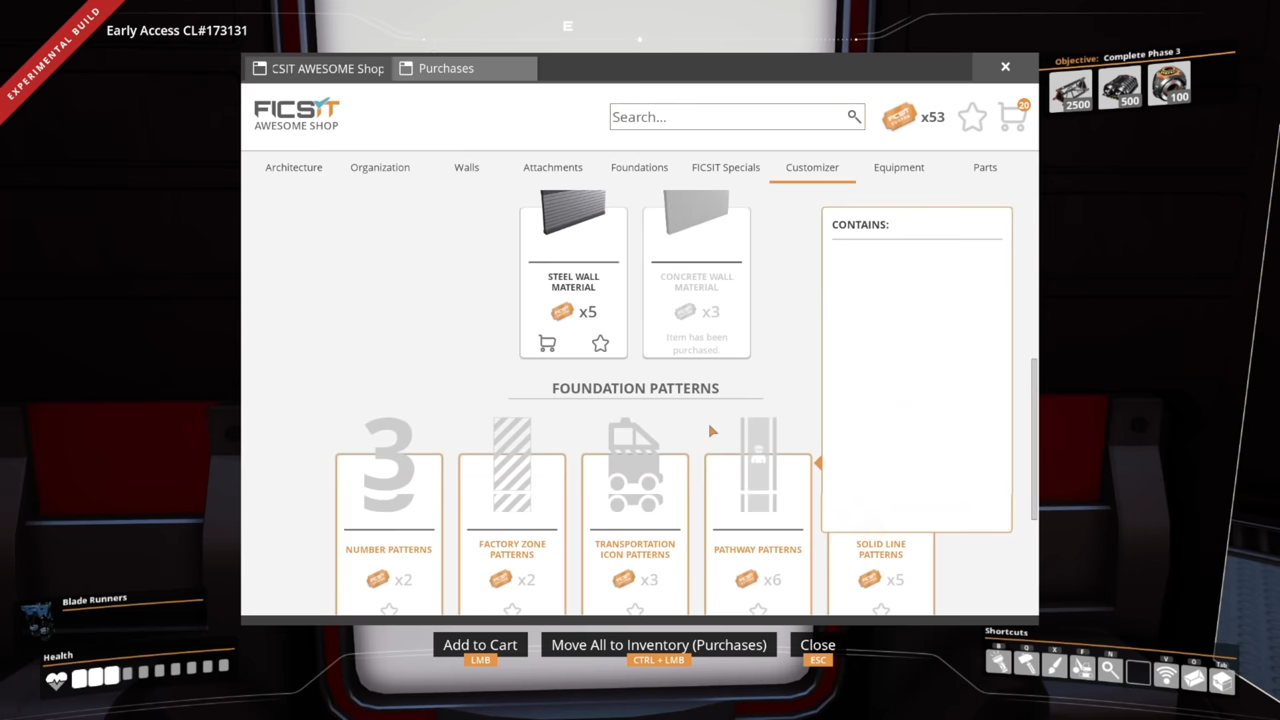 EXPERIMENTAL BUILD
Early Access CL#173131
E
CSIT AWESOME Shop
Purchases
Objective: Complete Phase 3
2500
500
100
FICSIT
AWESOME SHOP
Search...
x53
20
Architecture
Organization
Walls
Attachments
Foundations
FICSIT Specials
Customizer
Equipment
Parts
STEEL WALL
MATERIAL
x5
CONCRETE WALL
MATERIAL
x3
Item has been
purchased.
CONTAINS:
FOUNDATION PATTERNS
3
NUMBER PATTERNS
x2
FACTORY ZONE
PATTERNS
x2
TRANSPORTATION
ICON PATTERNS
x3
PATHWAY PATTERNS
x6
SOLID LINE
PATTERNS
x5
Blade Runners
Health
Add to Cart
LMB
Move All to Inventory (Purchases)
CTRL + LMB
Close
ESC
Shortcuts
B
Q
X
F
N
V
O
Tab